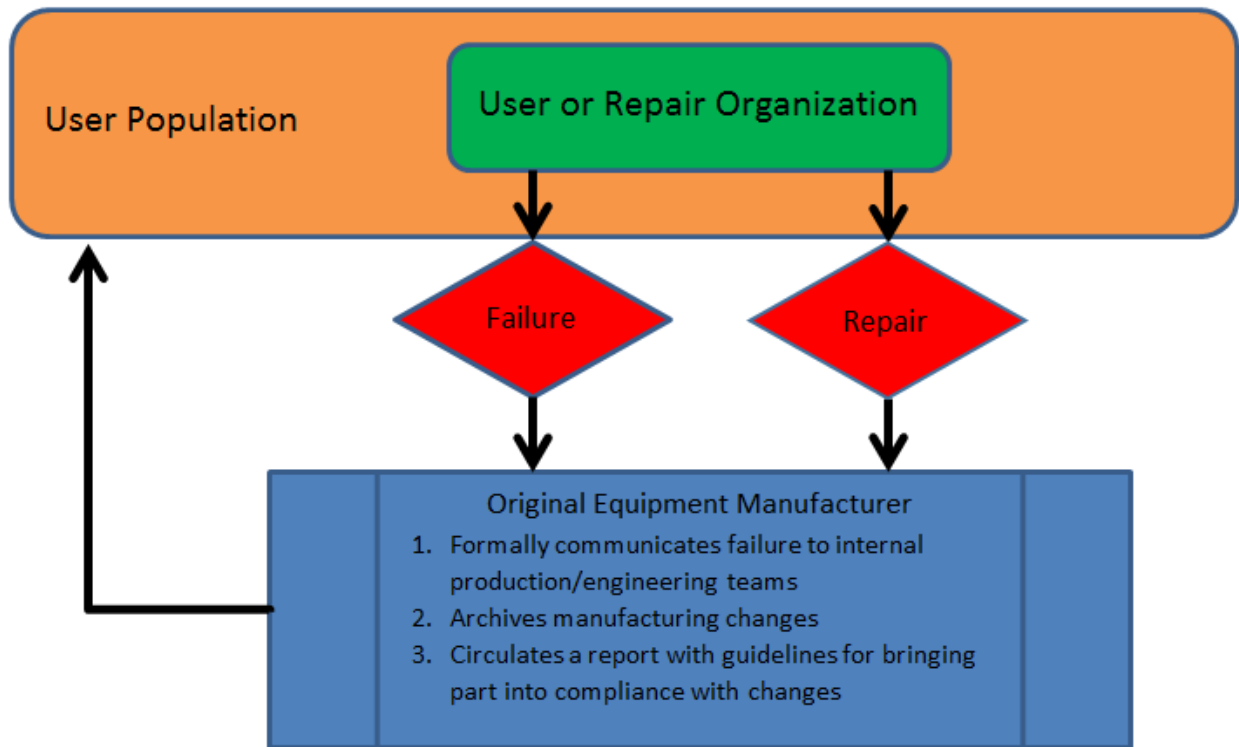 User Population
User or Repair Organization
Failure
Repair
Original Equipment Manufacturer
1. Formally communicates failure to internal
production/engineering teams
2. Archives manufacturing changes
3. Circulates a report with guidelines for bringing
part into compliance with changes